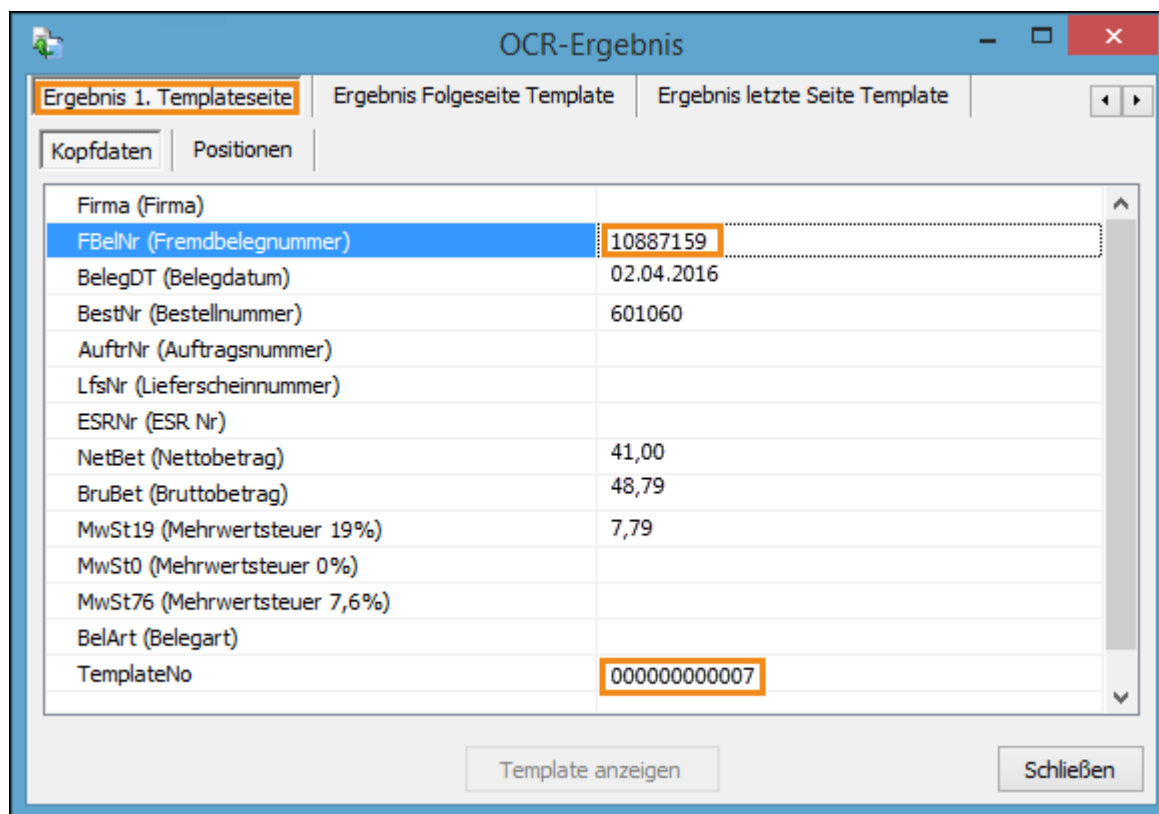 OCR-Ergebnis
Ergebnis 1. Templateseite Ergebnis Folgeseite Template Ergebnis letzte Seite Template
Kopfdaten Positionen
Firma (Firma)
FBelNr (Fremdbelegnummer) 10887159
BelegDT (Belegdatum) 02.04.2016
BestNr (Bestellnummer) 601060
AuftrNr (Auftragsnummer)
LfsNr (Lieferscheinnummer)
ESRNr (ESR Nr)
NetBet (Nettobetrag) 41,00
BruBet (Bruttobetrag) 48,79
MwSt19 (Mehrwertsteuer 19%) 7,79
MwSt0 (Mehrwertsteuer 0%)
MwSt76 (Mehrwertsteuer 7,6%)
BelArt (Belegart)
TemplateNo 000000000007
Template anzeigen Schließen